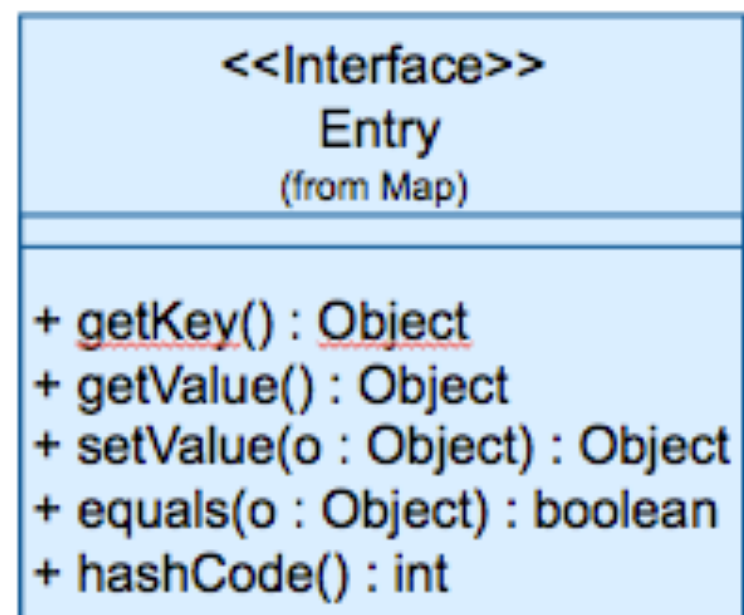 <<Interface>>
Entry
(from Map)
+ getKey() : Object
+ getValue() : Object
+ setValue(o : Object) : Object
+ equals(o : Object) : boolean
+ hashCode() : int